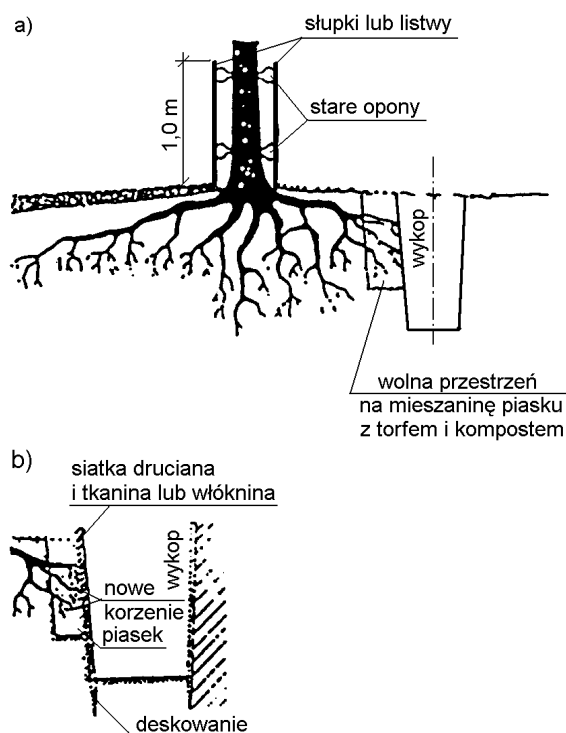 a)
słupki lub listwy
stare opony
1,0 m
wykop
wolna przestrzeń
na mieszaninę piasku
z torfem i kompostem
b)
siatka druciana
i tkanina lub włóknina
wykop
nowe
korzenie
piasek
deskowanie